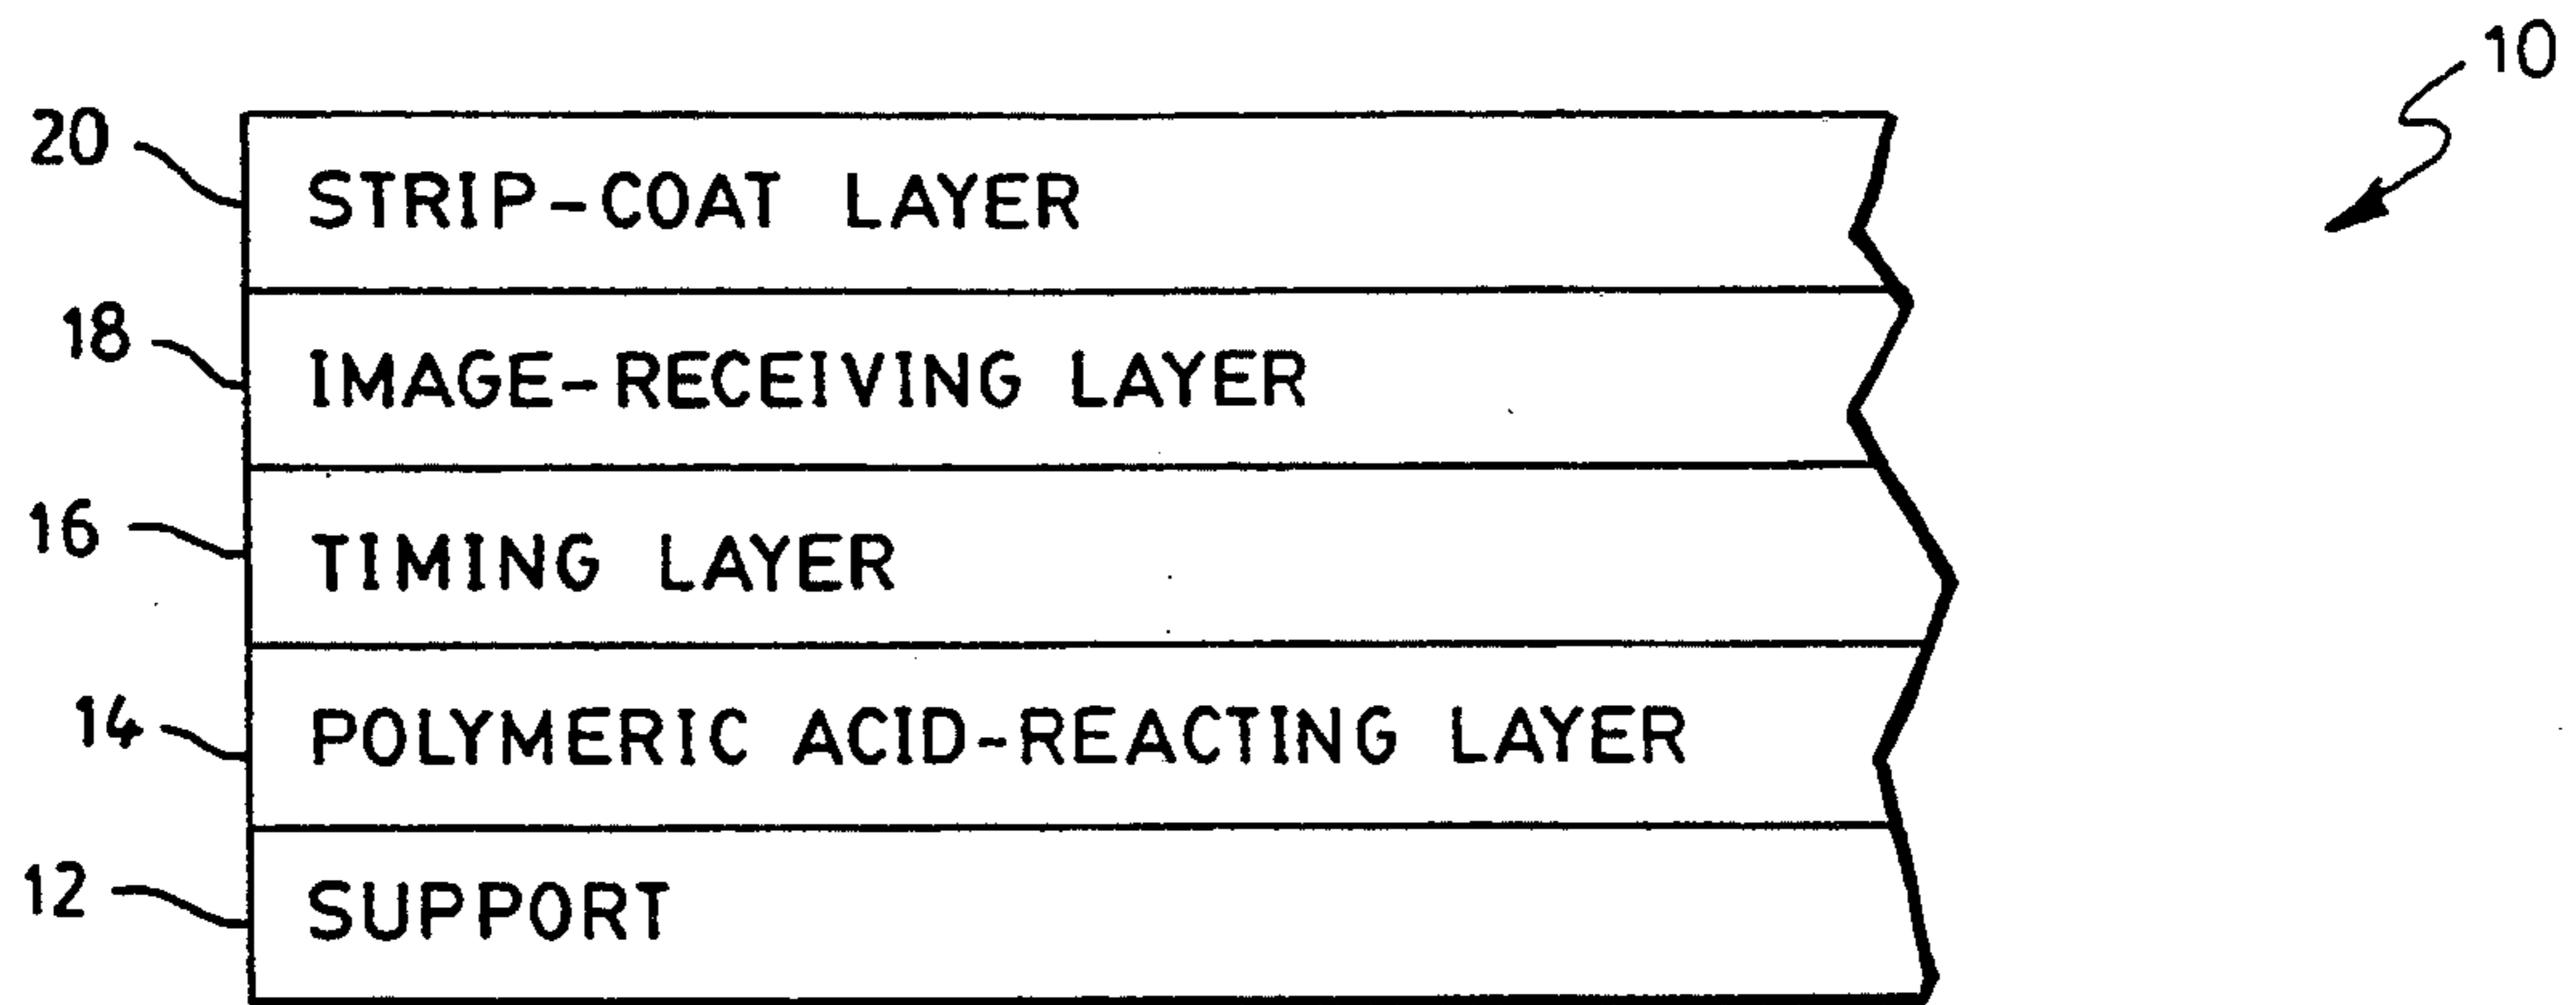 10
20 STRIP-COAT LAYER
18 IMAGE-RECEIVING LAYER
16 TIMING LAYER
14 POLYMERIC ACID-REACTING LAYER
12 SUPPORT